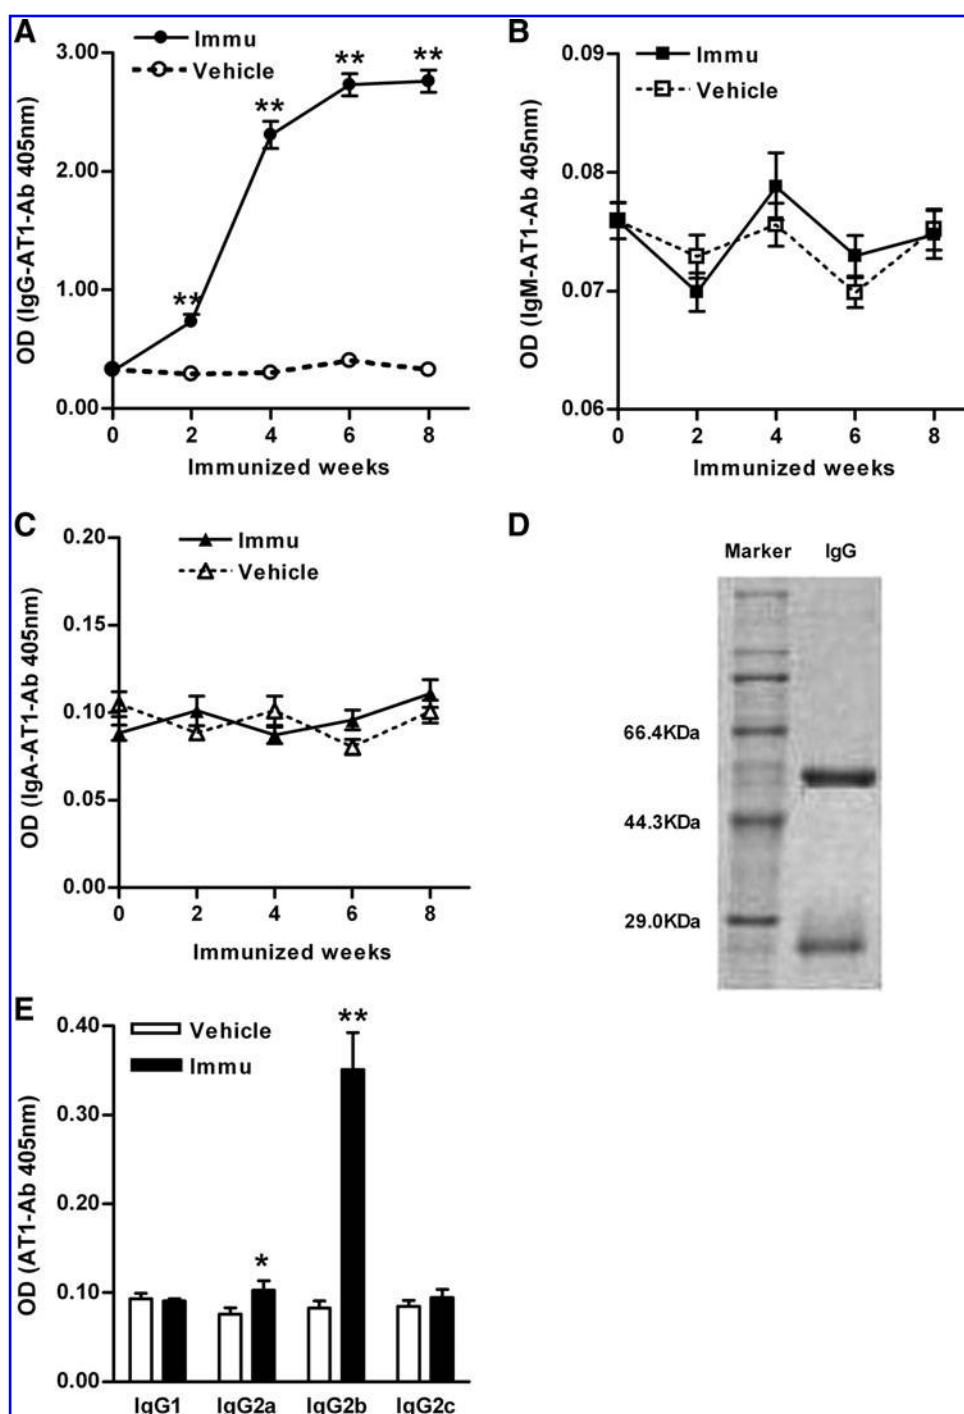 A
Immu
Vehicle
OD (IgG-AT1-Ab 405nm)
3.00
2.00
1.00
0.00
** ** ** **
0 2 4 6 8
Immunized weeks
B
Immu
Vehicle
OD (IgM-AT1-Ab 405nm)
0.09
0.08
0.07
0.06
0 2 4 6 8
Immunized weeks
C
Immu
Vehicle
OD (IgA-AT1-Ab 405nm)
0.20
0.15
0.10
0.05
0.00
0 2 4 6 8
Immunized weeks
D
Marker IgG
66.4KDa
44.3KDa
29.0KDa
E
Vehicle
Immu
OD (AT1-Ab 405nm)
0.40
0.30
0.20
0.10
0.00
* **
IgG1 IgG2a IgG2b IgG2c